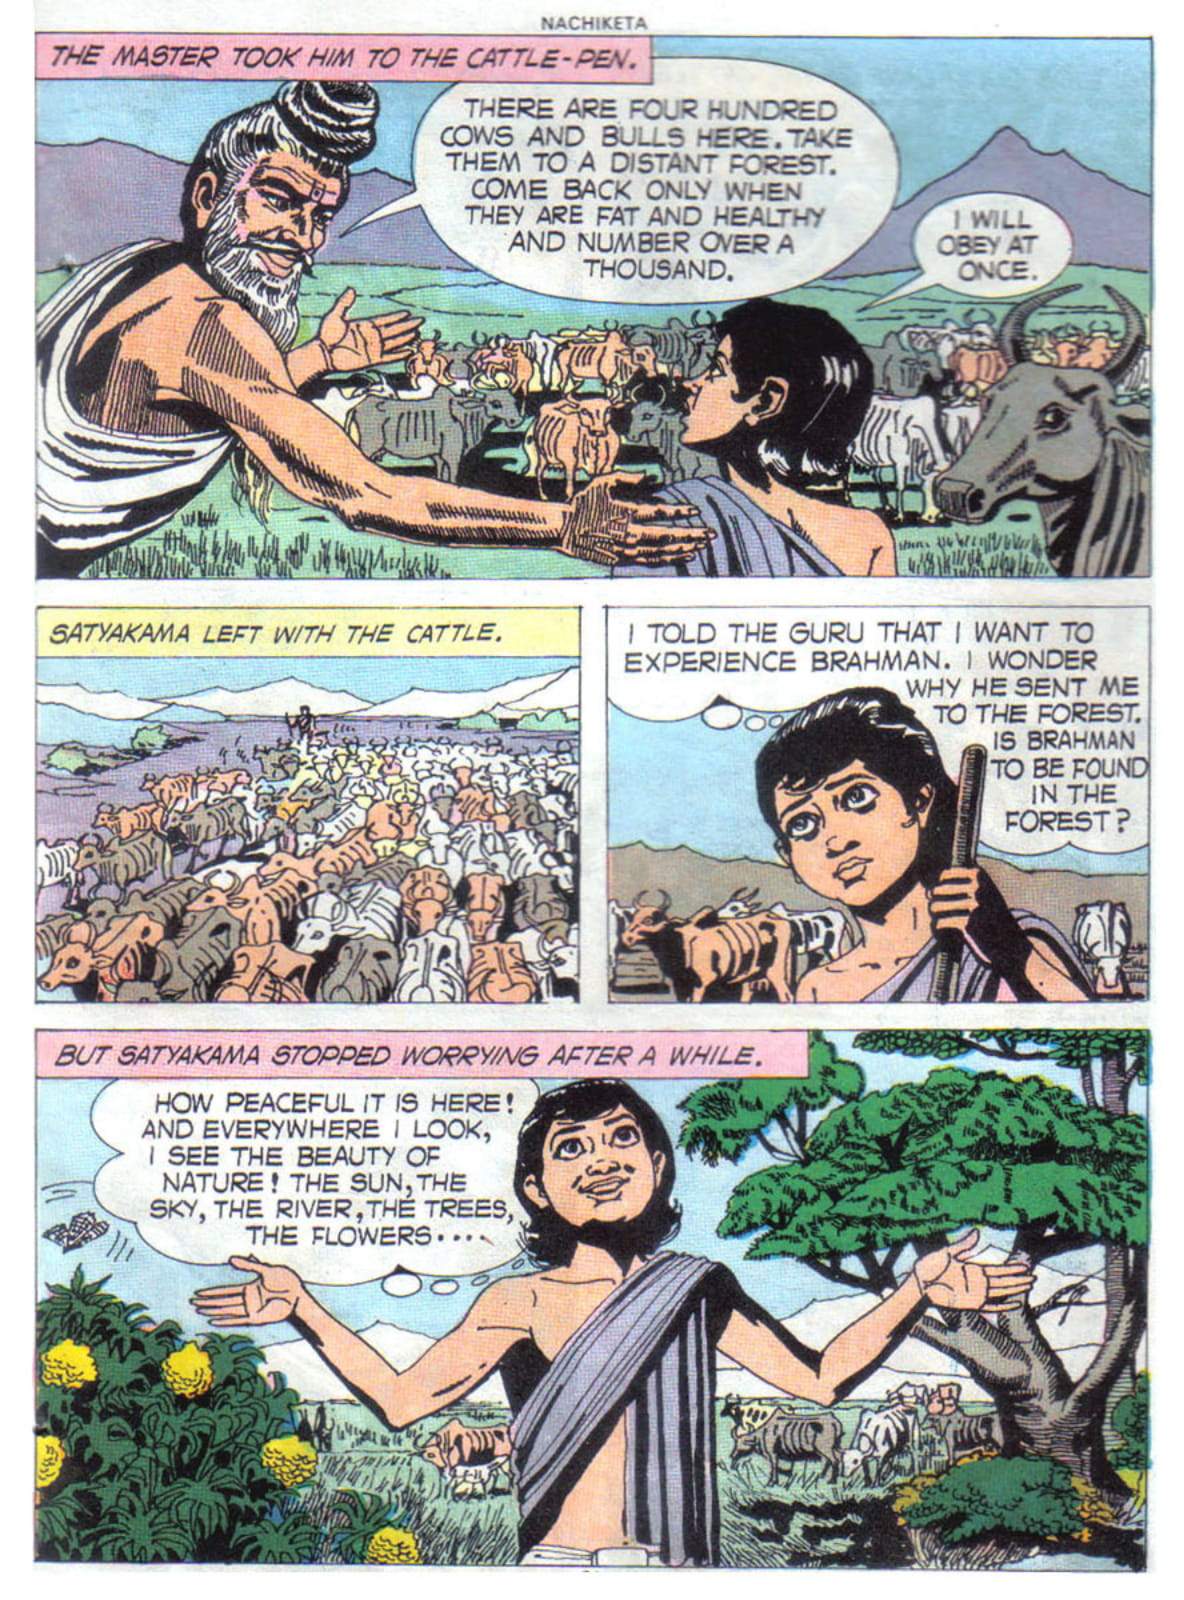 NACHIKETA
THE MASTER TOOK HIM TO THE CATTLE-PEN.
THERE ARE FOUR HUNDRED
COWS AND BULLS HERE. TAKE
THEM TO A DISTANT FOREST.
COME BACK ONLY WHEN
THEY ARE FAT AND HEALTHY
AND NUMBER OVER A
THOUSAND.
I WILL
OBEY AT
ONCE.
SATYAKAMA LEFT WITH THE CATTLE.
I TOLD THE GURU THAT I WANT TO
EXPERIENCE BRAHMAN. I WONDER
WHY HE SENT ME
TO THE FOREST.
IS BRAHMAN
TO BE FOUND
IN THE
FOREST?
BUT SATYAKAMA STOPPED WORRYING AFTER A WHILE.
HOW PEACEFUL IT IS HERE!
AND EVERYWHERE I LOOK,
I SEE THE BEAUTY OF
NATURE! THE SUN, THE
SKY, THE RIVER, THE TREES,
THE FLOWERS....